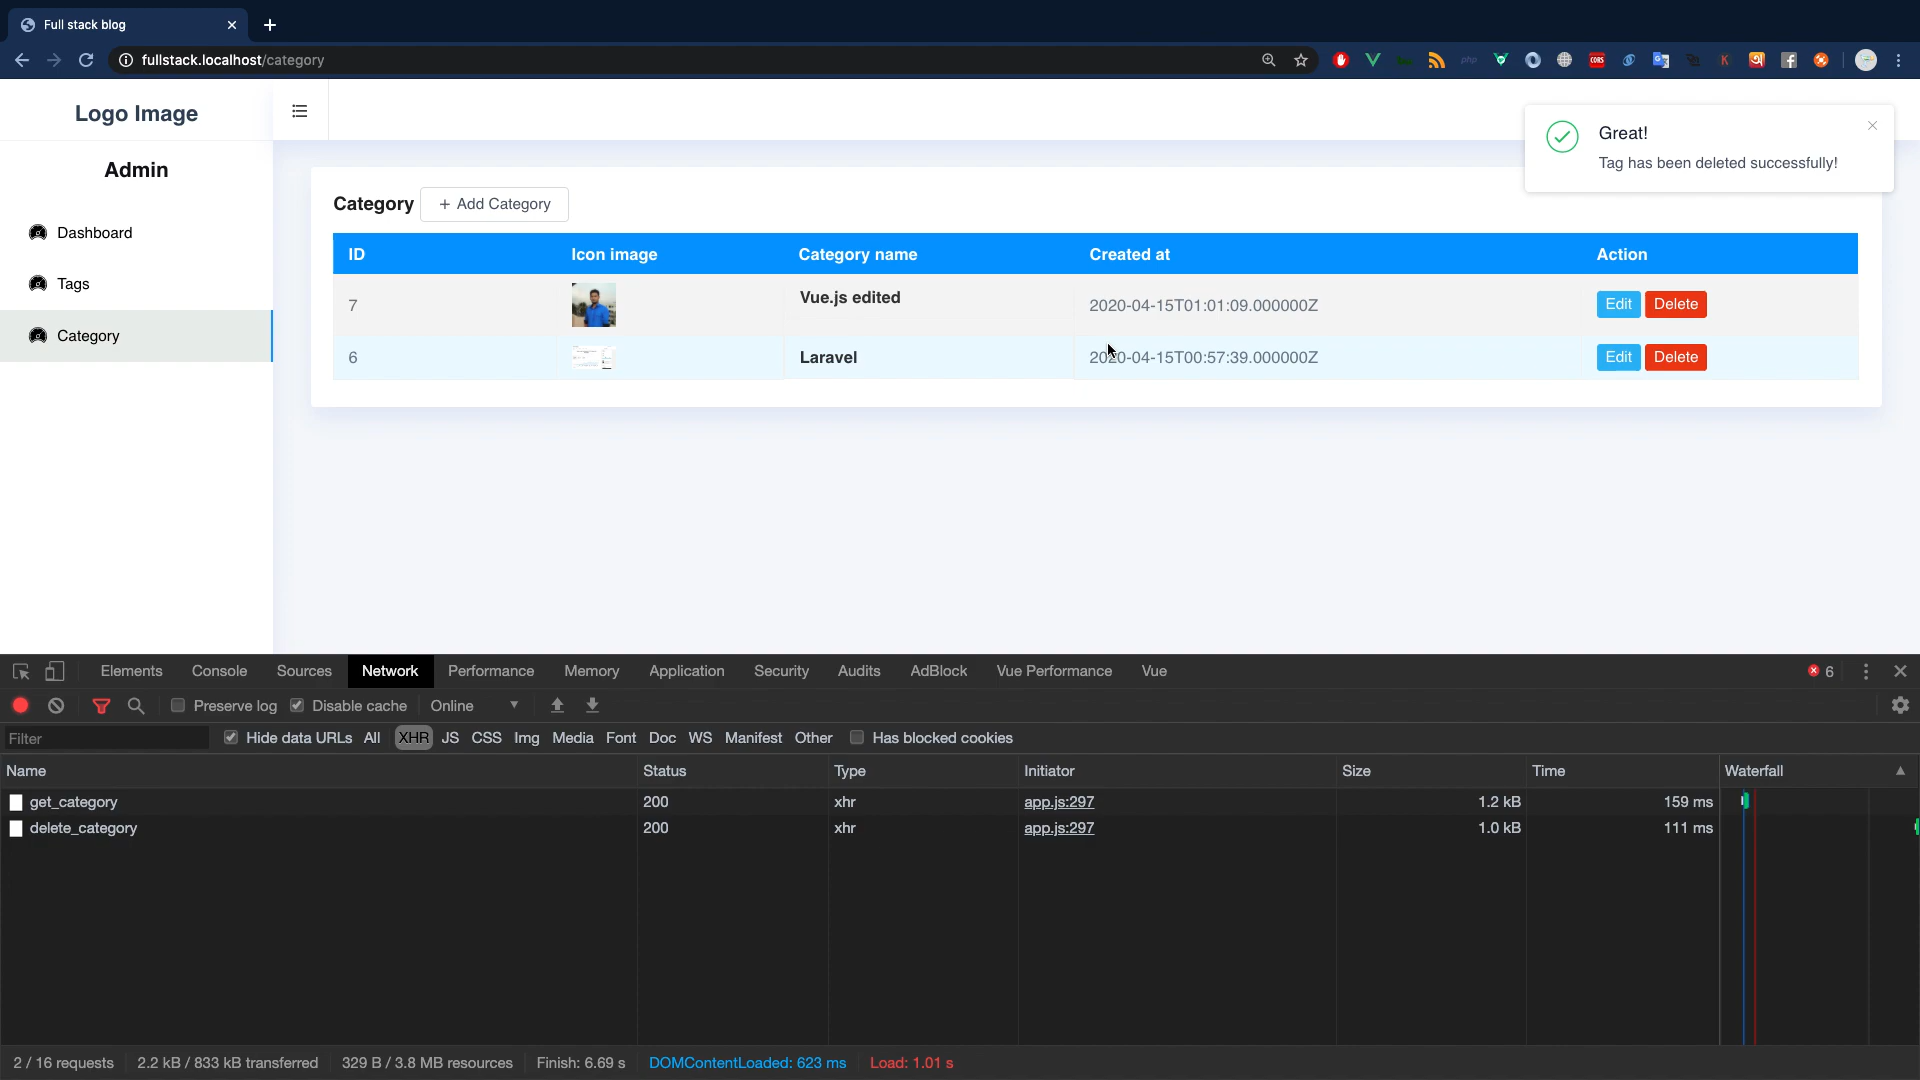 Full stack blog
fullstack.localhost/category
Logo Image
Admin
Dashboard
Tags
Category
Great!
Tag has been deleted successfully!
Category + Add Category
ID Icon image Category name Created at Action
7 Vue.js edited 2020-04-15T01:01:09.000000Z Edit Delete
6 Laravel 2020-04-15T00:57:39.000000Z Edit Delete
Elements Console Sources Network Performance Memory Application Security Audits AdBlock Vue Performance Vue 6
Preserve log Disable cache Online
Filter Hide data URLs All XHR JS CSS Img Media Font Doc WS Manifest Other Has blocked cookies
Name Status Type Initiator Size Time Waterfall
get_category 200 xhr app.js:297 1.2 kB 159 ms
delete_category 200 xhr app.js:297 1.0 kB 111 ms
2 / 16 requests 2.2 kB / 833 kB transferred 329 B / 3.8 MB resources Finish: 6.69 s DOMContentLoaded: 623 ms Load: 1.01 s